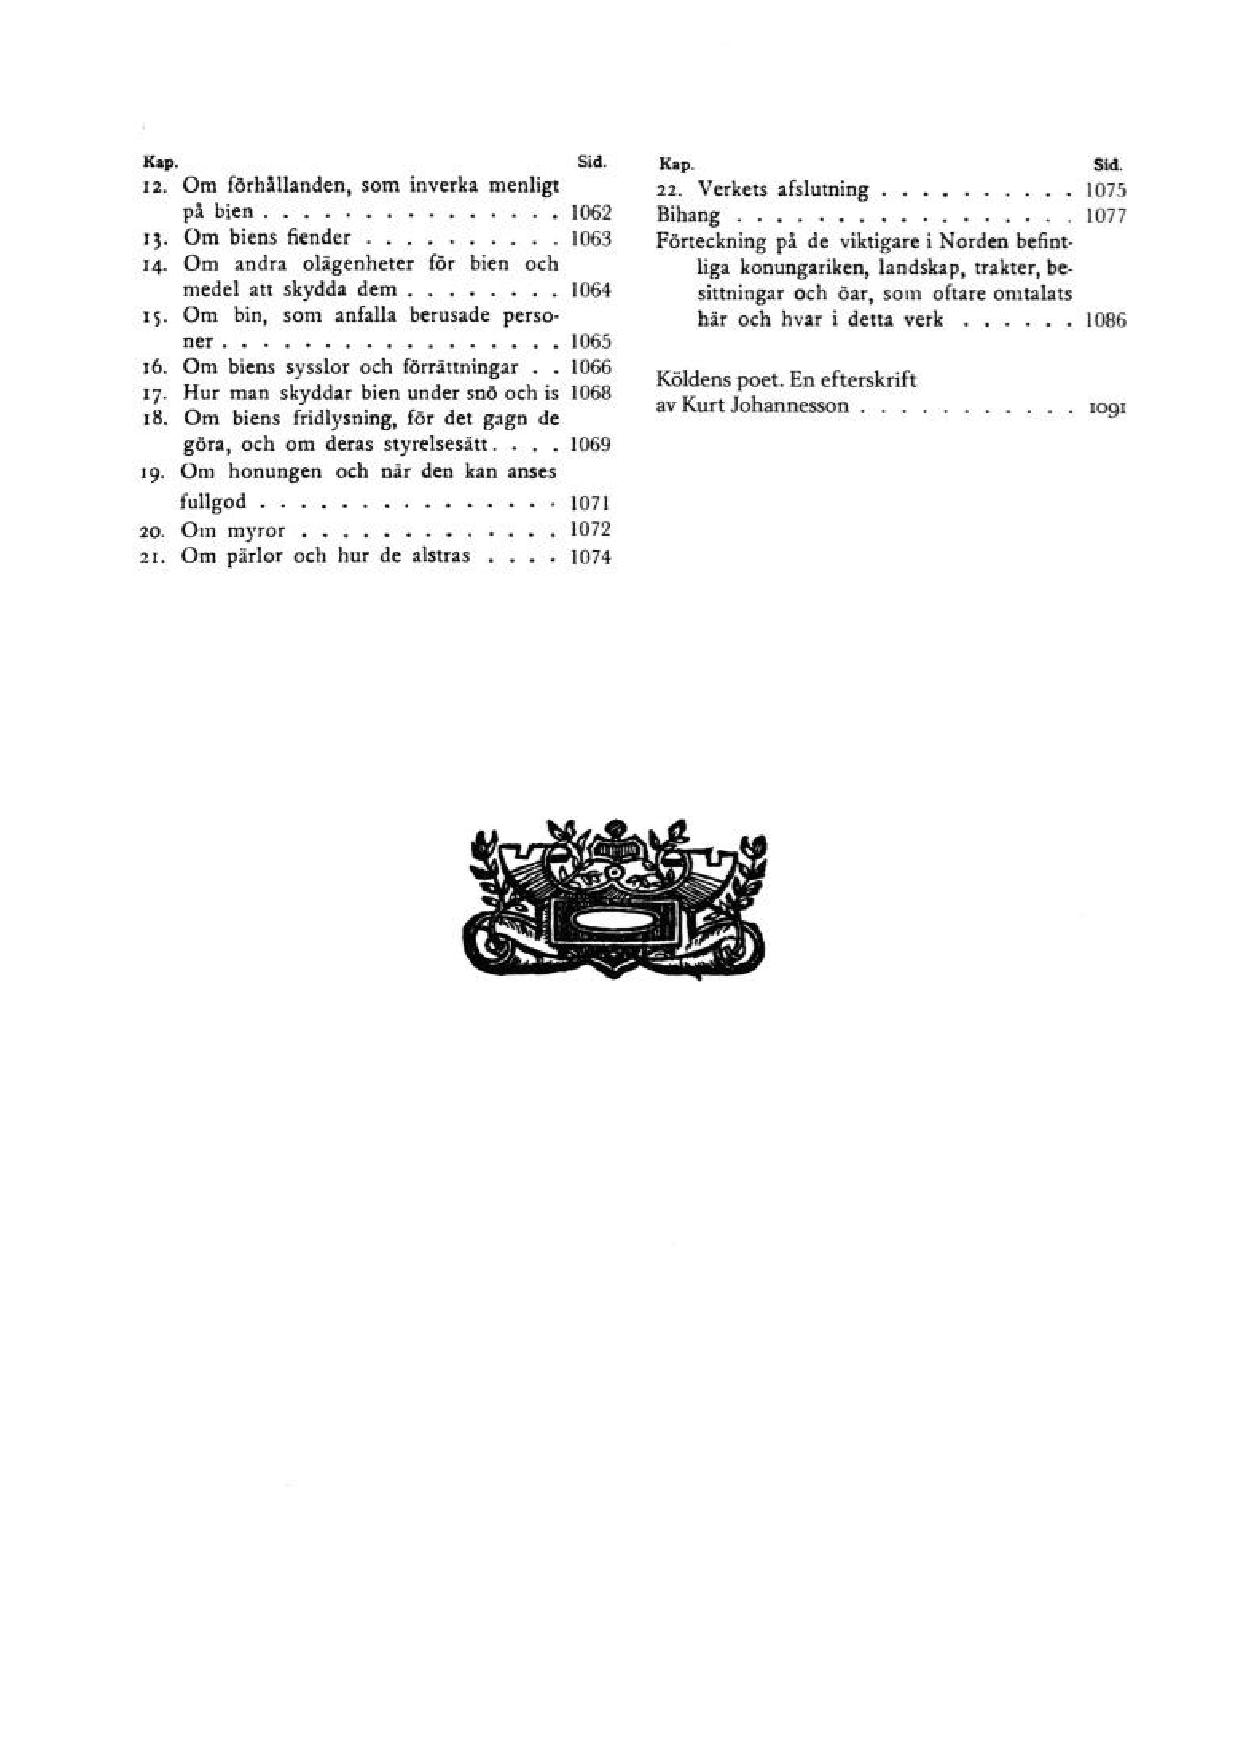 Kap. Sid.
12. Om förhållanden, som inverka menligt
på bien . . . . . . . . . . . . . . . 1062
13. Om biens fiender . . . . . . . . . . 1063
14. Om andra olägenheter för bien och
medel att skydda dem . . . . . . . . 1064
15. Om bin, som anfalla berusade perso-
ner . . . . . . . . . . . . . . . . . 1065
16. Om biens sysslor och förrättningar . . 1066
17. Hur man skyddar bien under snö och is 1068
18. Om biens fridlysning, för det gagn de
göra, och om deras styrelsesätt. . . . 1069
19. Om honungen och när den kan anses
fullgod . . . . . . . . . . . . . . . 1071
20. Om myror . . . . . . . . . . . . . 1072
21. Om pärlor och hur de alstras . . . . 1074
Kap. Sid.
22. Verkets afslutning . . . . . . . . . . 1075
Bihang . . . . . . . . . . . . . . . . . 1077
Förteckning på de viktigare i Norden befint-
liga konungariken, landskap, trakter, be-
sittningar och öar, som oftare omtalats
här och hvar i detta verk . . . . . . 1086
Köldens poet. En efterskrift
av Kurt Johannesson . . . . . . . . . . . 1091